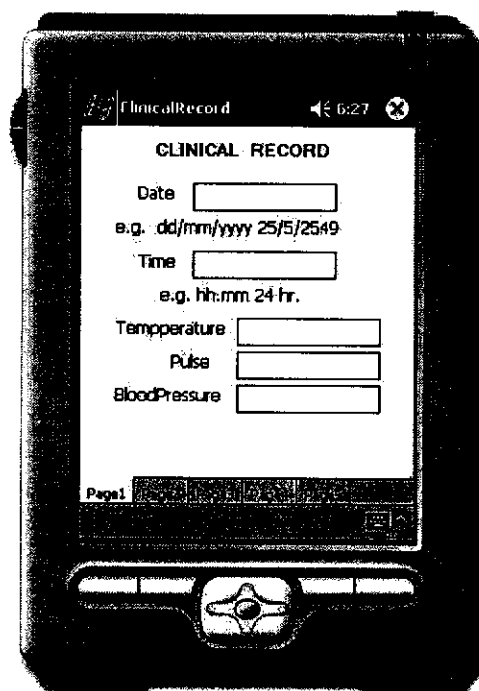 ClinicalRecord 6:27
CLINICAL RECORD
Date
e.g. dd/mm/yyyy 25/5/2549
Time
e.g. hh:mm 24 hr.
Tempperature
Pulse
BloodPressure
Page1